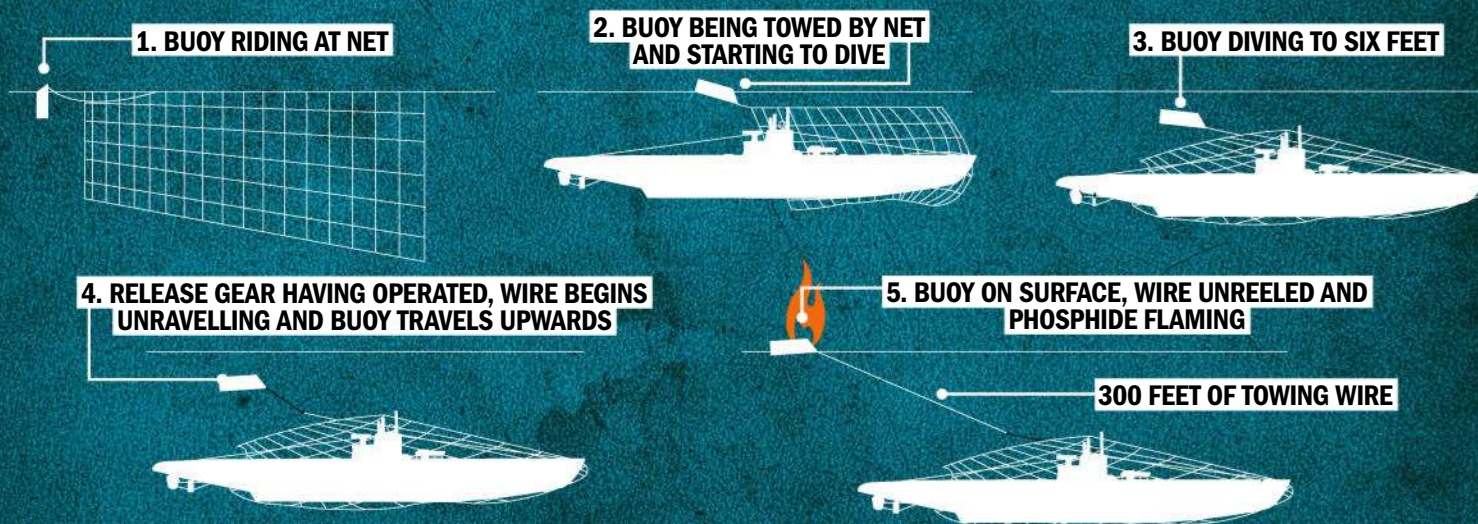 1. BUOY RIDING AT NET
2. BUOY BEING TOWED BY NET
AND STARTING TO DIVE
3. BUOY DIVING TO SIX FEET
4. RELEASE GEAR HAVING OPERATED, WIRE BEGINS
UNRAVELLING AND BUOY TRAVELS UPWARDS
5. BUOY ON SURFACE, WIRE UNREELED AND
PHOSPHIDE FLAMING
300 FEET OF TOWING WIRE